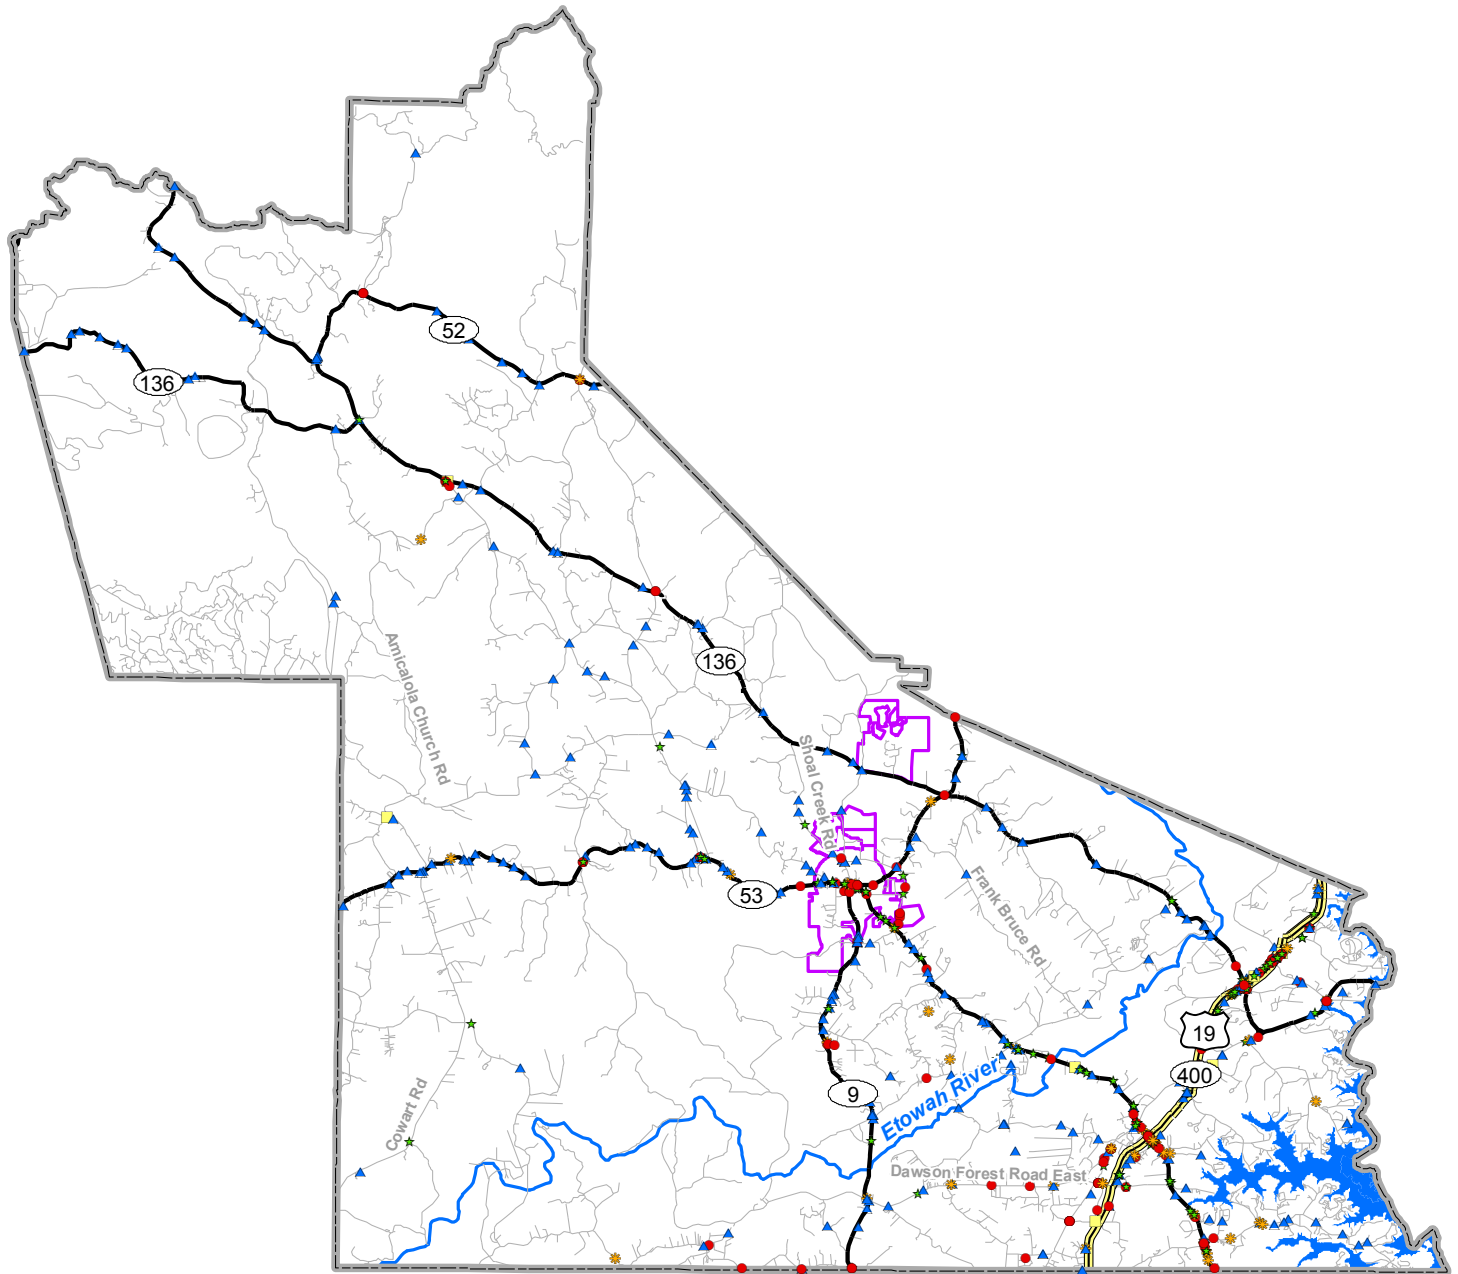 52
136
Amicalola Church Rd
136
Shoal Creek Rd
53
Frank Bruce Rd
19
400
9
Etowah River
Cowart Rd
Dawson Forest Road East